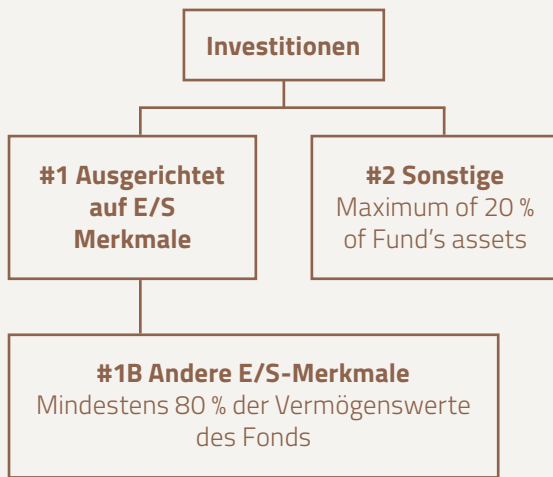 Investitionen
#1 Ausgerichtet
auf E/S
Merkmale
#2 Sonstige
Maximum of 20 %
of Fund’s assets
#1B Andere E/S-Merkmale
Mindestens 80 % der Vermögenswerte
des Fonds